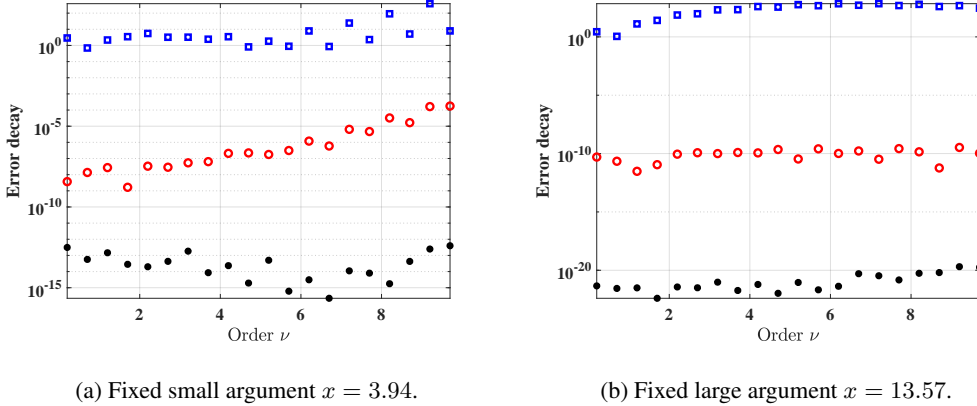 Error decay
10^0
10^-5
10^-10
10^-15
2 4 6 8
Order ν
(a) Fixed small argument x = 3.94.
Error decay
10^0
10^-10
10^-20
2 4 6 8
Order ν
(b) Fixed large argument x = 13.57.